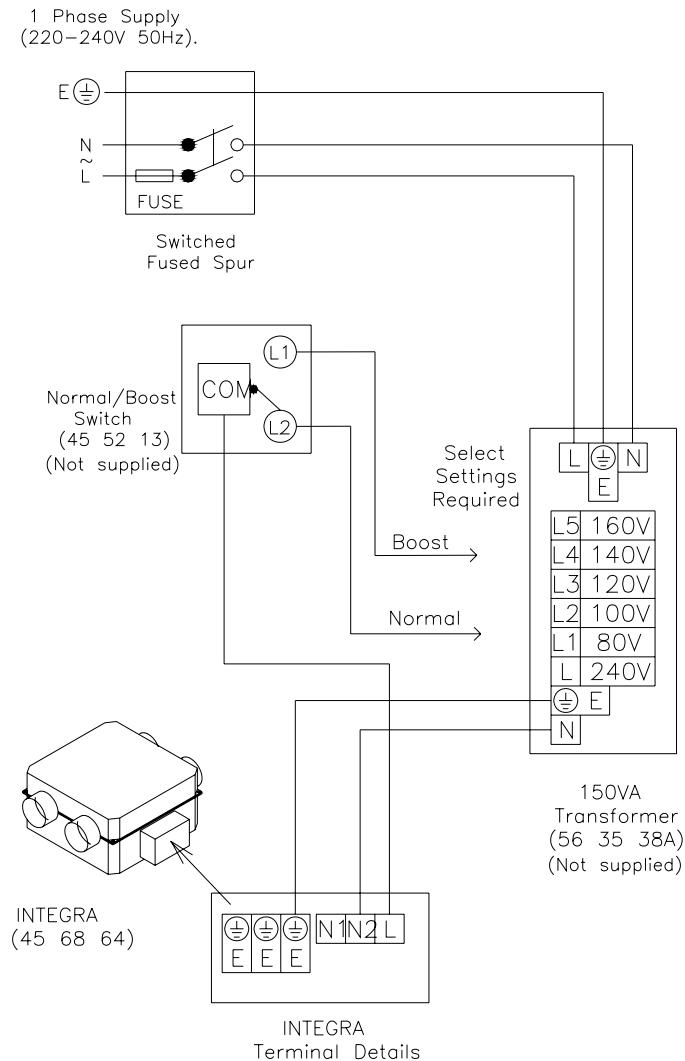 1 Phase Supply
(220-240V 50Hz).
E
N
~
L
FUSE
Switched
Fused Spur
L1
COM
L2
Normal/Boost
Switch
(45 52 13)
(Not supplied)
Select
Settings
Required
L N
E
L5 160V
L4 140V
L3 120V
L2 100V
L1 80V
L 240V
E
N
Boost
Normal
150VA
Transformer
(56 35 38A)
(Not supplied)
INTEGRA
(45 68 64)
N1 N2 L
E E E
INTEGRA
Terminal Details